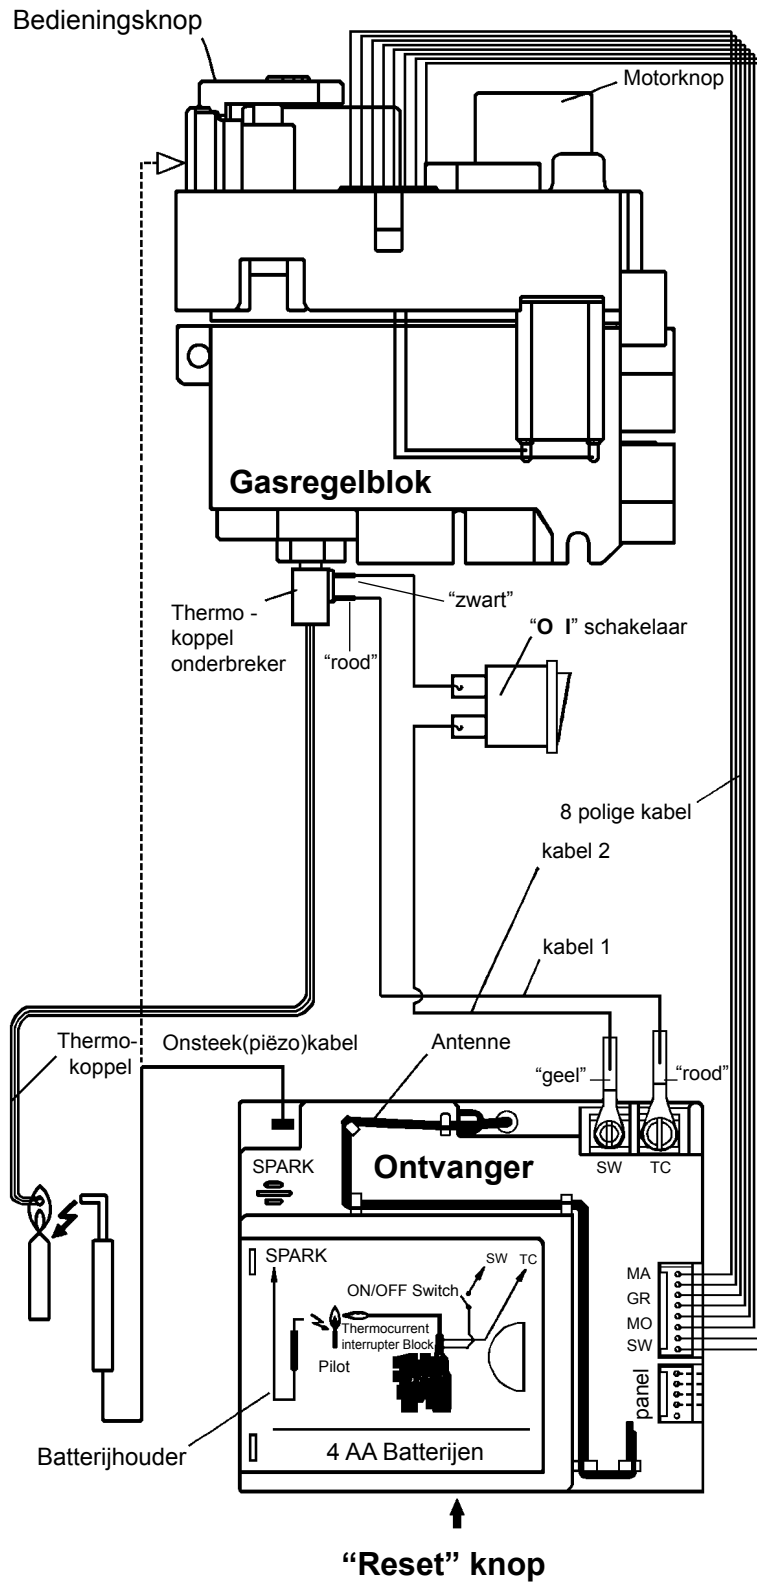 Bedieningsknop
Motorknop
Gasregelblok
“zwart”
Thermo -
koppel
onderbreker
“rood”
“O I” schakelaar
8 polige kabel
kabel 2
kabel 1
Thermo-
koppel
Onsteek(piëzo)kabel
Antenne
“geel”
“rood”
SPARK
Ontvanger
SW
TC
SPARK
SW
TC
ON/OFF Switch
Thermocurrent
interrupter Block
Pilot
MA
GR
MO
SW
panel
Batterijhouder
4 AA Batterijen
“Reset” knop